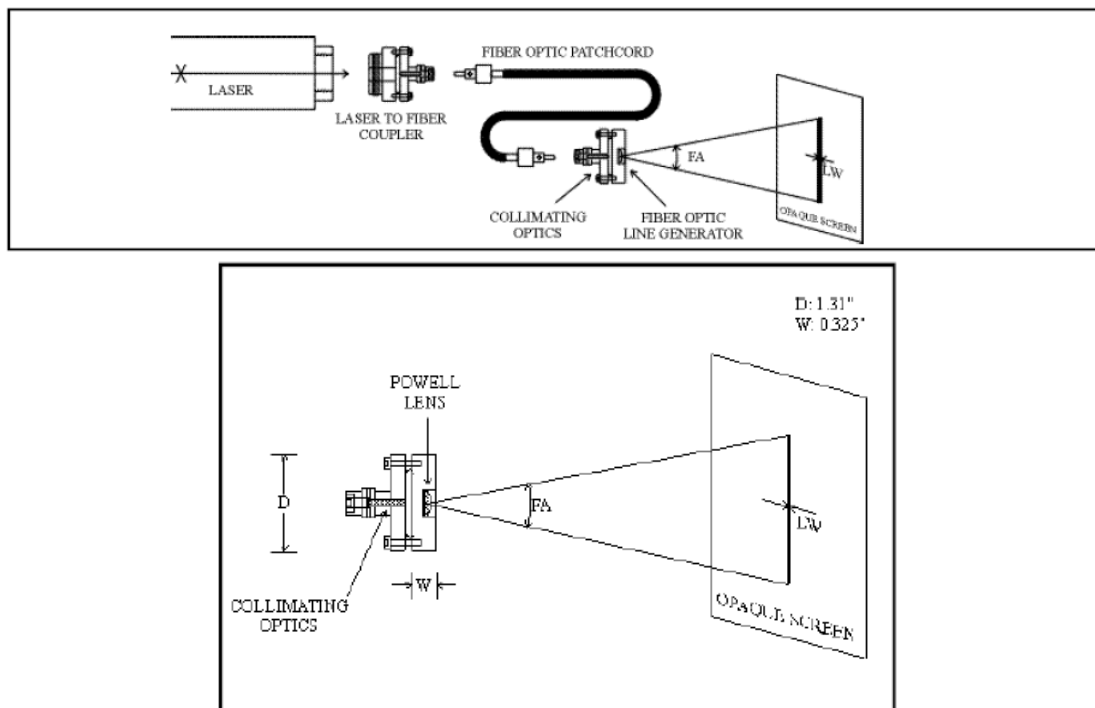 FIBER OPTIC PATCHCORD
LASER
LASER TO FIBER
COUPLER
FA
LW
COLLIMATING
OPTICS
FIBER OPTIC
LINE GENERATOR
OPAQUE SCREEN
D: 1.31"
W: 0.325"
POWELL
LENS
D
FA
LW
W
COLLIMATING
OPTICS
OPAQUE SCREEN